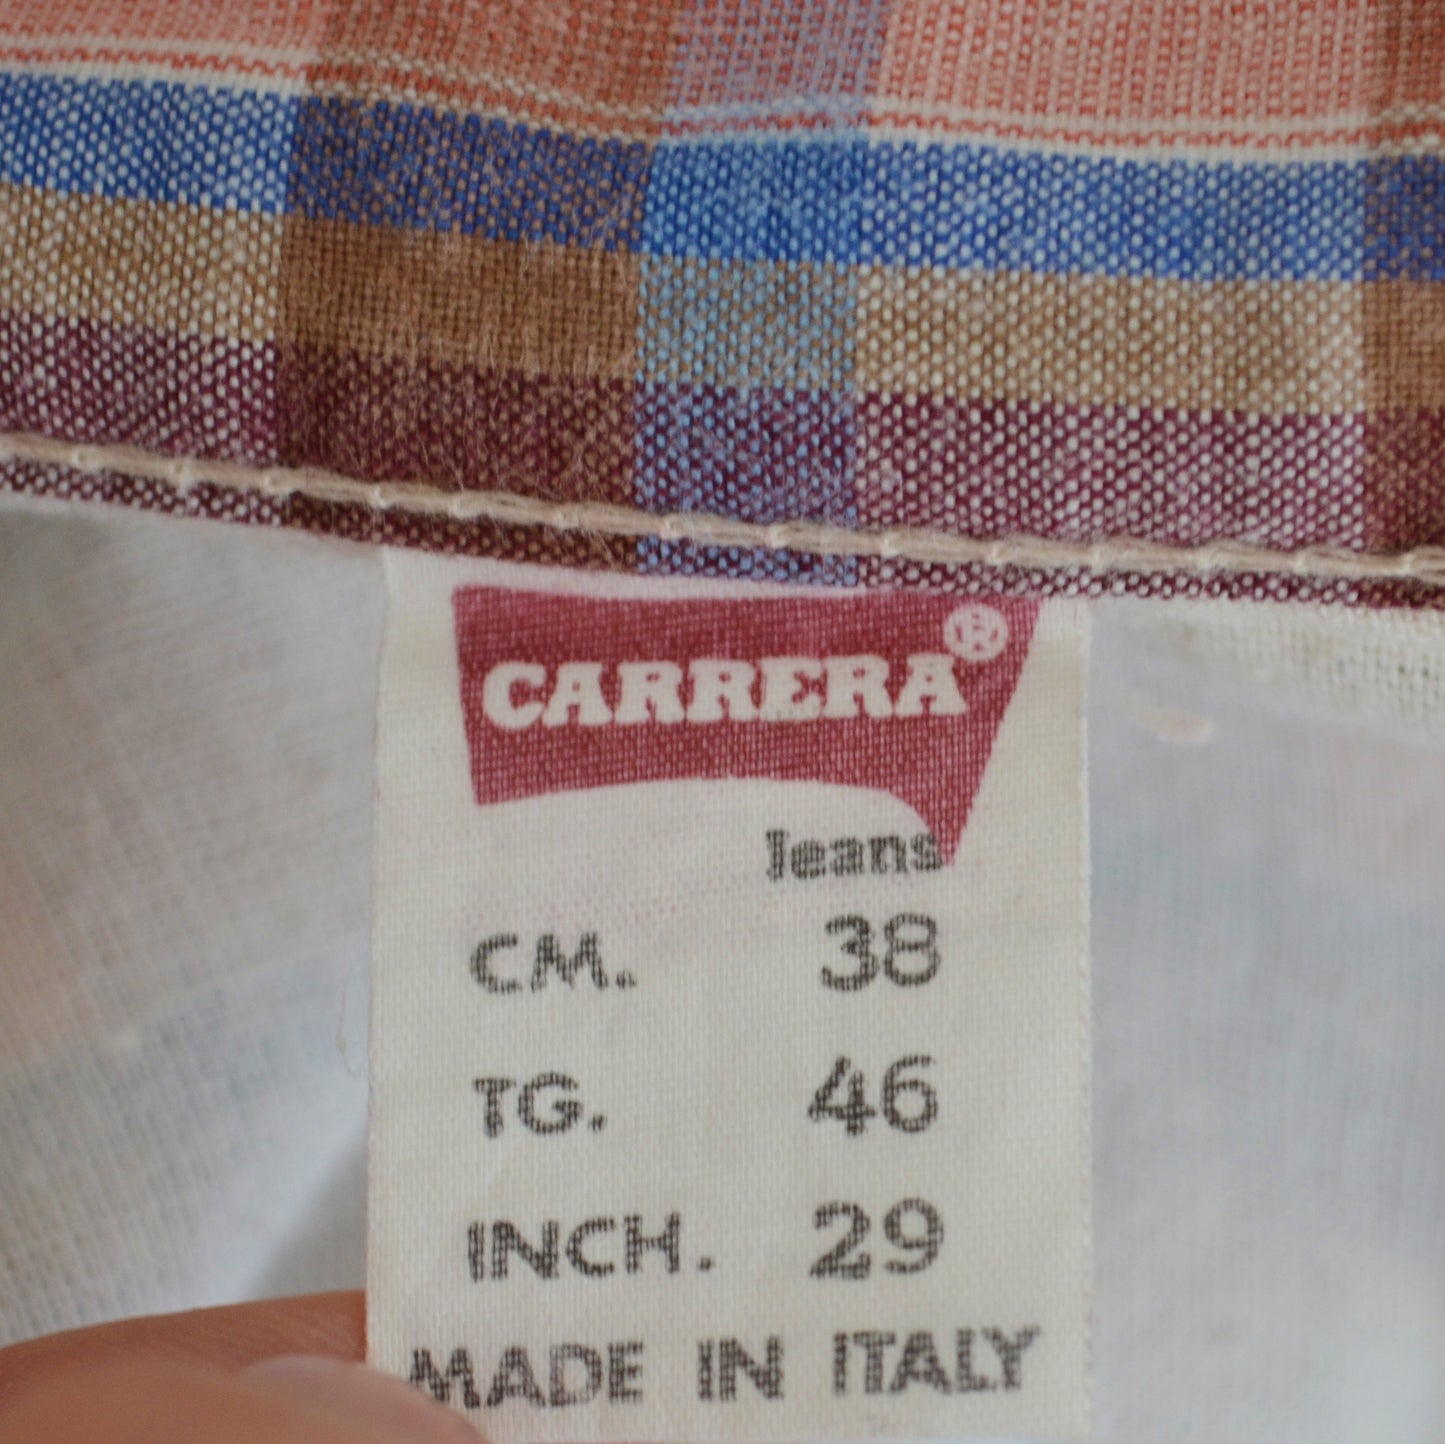 CARRERA®
Jeans
CM. 38
TG. 46
INCH. 29
MADE IN ITALY